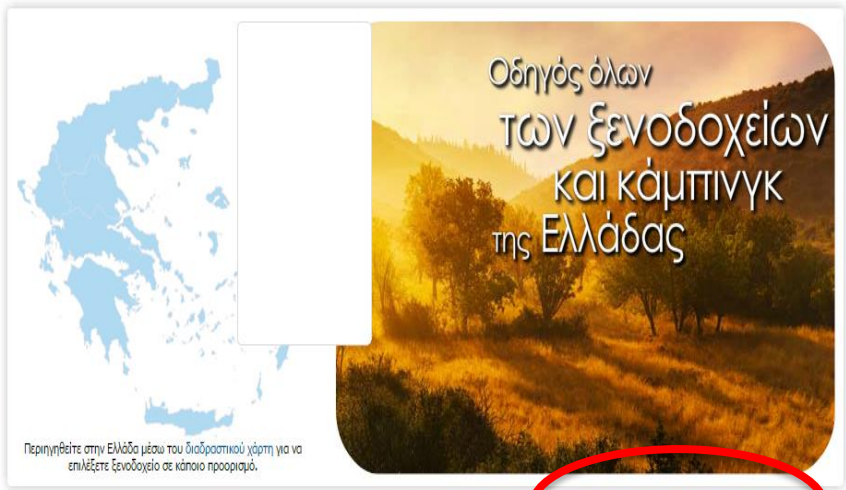 Οδηγός όλων
των ξενοδοχείων
και κάμπινγκ
της Ελλάδας
Περιηγηθείτε στην Ελλάδα μέσω του διαδραστικού χάρτη για να
επιλέξετε ξενοδοχείο σε κάποιο προορισμό.